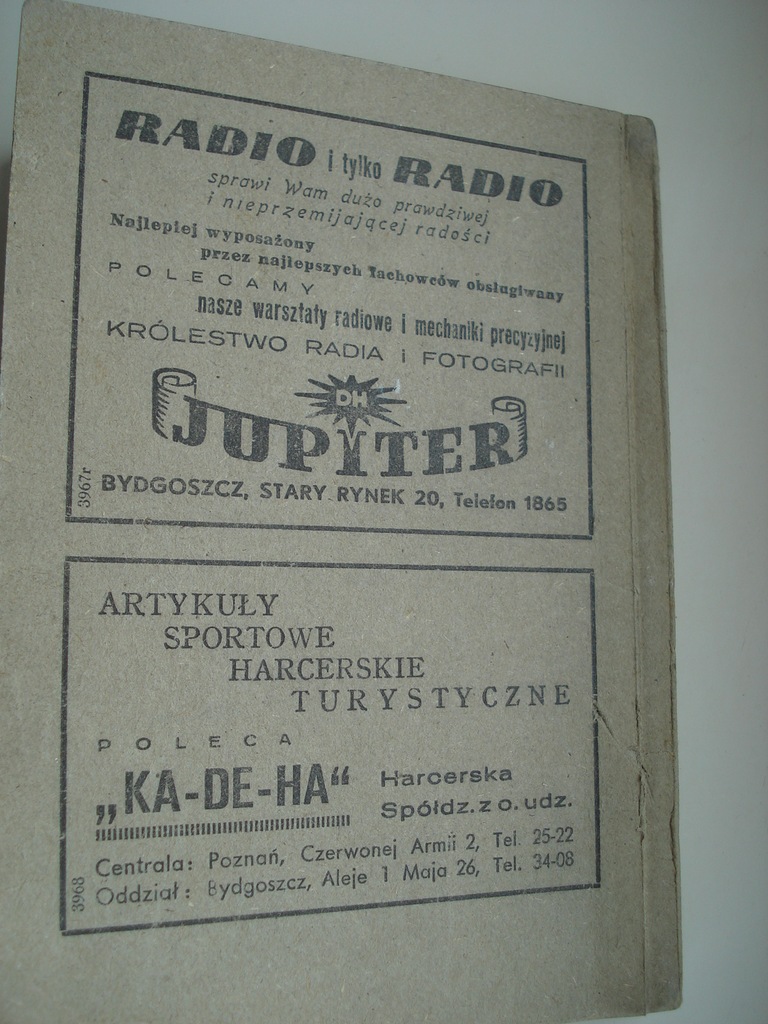 RADIO i tylko RADIO
sprawi Wam dużo prawdziwej
i nieprzemijającej radości
Najlepiej wyposażony
przez najlepszych fachowców obsługiwany
POLECAMY
nasze warsztaty radiowe i mechaniki precyzyjnej
KRÓLESTWO RADIA i FOTOGRAFII
DH
JUPITER
BYDGOSZCZ, STARY RYNEK 20, Telefon 1865
3967r
ARTYKUŁY
SPORTOWE
HARCERSKIE
TURYSTYCZNE
POLECA
„KA-DE-HA“ Harcerska
Spółdz. z o. udz.
Centrala: Poznań, Czerwonej Armii 2, Tel. 25-22
Oddział: Bydgoszcz, Aleje 1 Maja 26, Tel. 34-08
3968